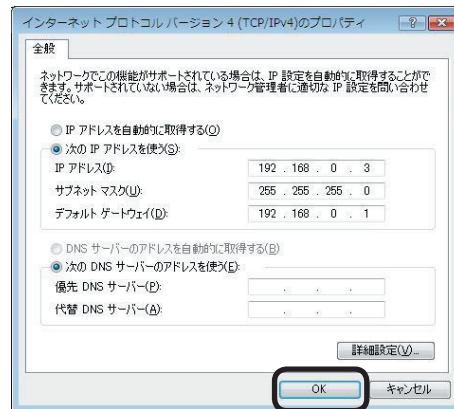 インターネット プロトコル バージョン 4 (TCP/IPv4)のプロパティ
全般
ネットワークでこの機能がサポートされている場合は、IP 設定を自動的に取得することがで
きます。サポートされていない場合は、ネットワーク管理者に適切な IP 設定を問い合わせ
てください。
IP アドレスを自動的に取得する(O)
次の IP アドレスを使う(S):
IP アドレス(I): 192 . 168 . 0 . 3
サブネット マスク(U): 255 . 255 . 255 . 0
デフォルト ゲートウェイ(D): 192 . 168 . 0 . 1
DNS サーバーのアドレスを自動的に取得する(B)
次の DNS サーバーのアドレスを使う(E):
優先 DNS サーバー(P): . . .
代替 DNS サーバー(A): . . .
詳細設定(V)...
OK キャンセル